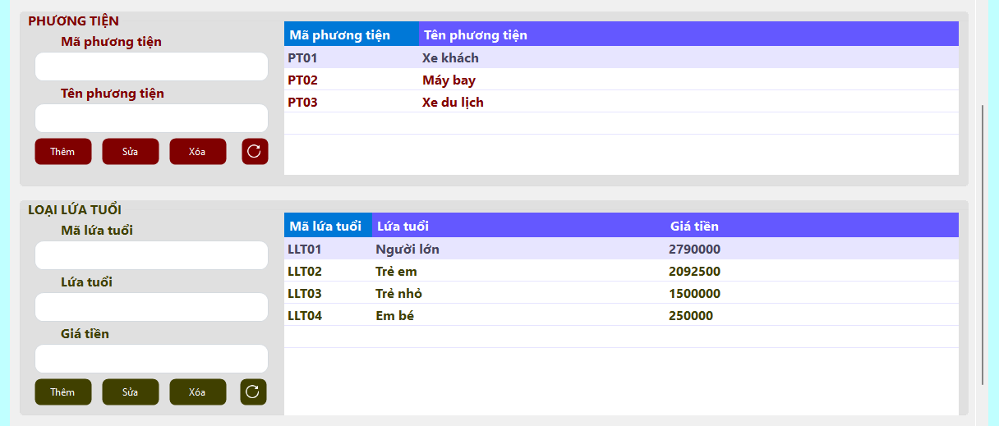 PHƯƠNG TIỆN
Mã phương tiện
Tên phương tiện
Thêm Sửa Xóa
Mã phương tiện Tên phương tiện
PT01 Xe khách
PT02 Máy bay
PT03 Xe du lịch
LOẠI LỨA TUỔI
Mã lứa tuổi
Lứa tuổi
Giá tiền
Thêm Sửa Xóa
Mã lứa tuổi Lứa tuổi Giá tiền
LLT01 Người lớn 2790000
LLT02 Trẻ em 2092500
LLT03 Trẻ nhỏ 1500000
LLT04 Em bé 250000